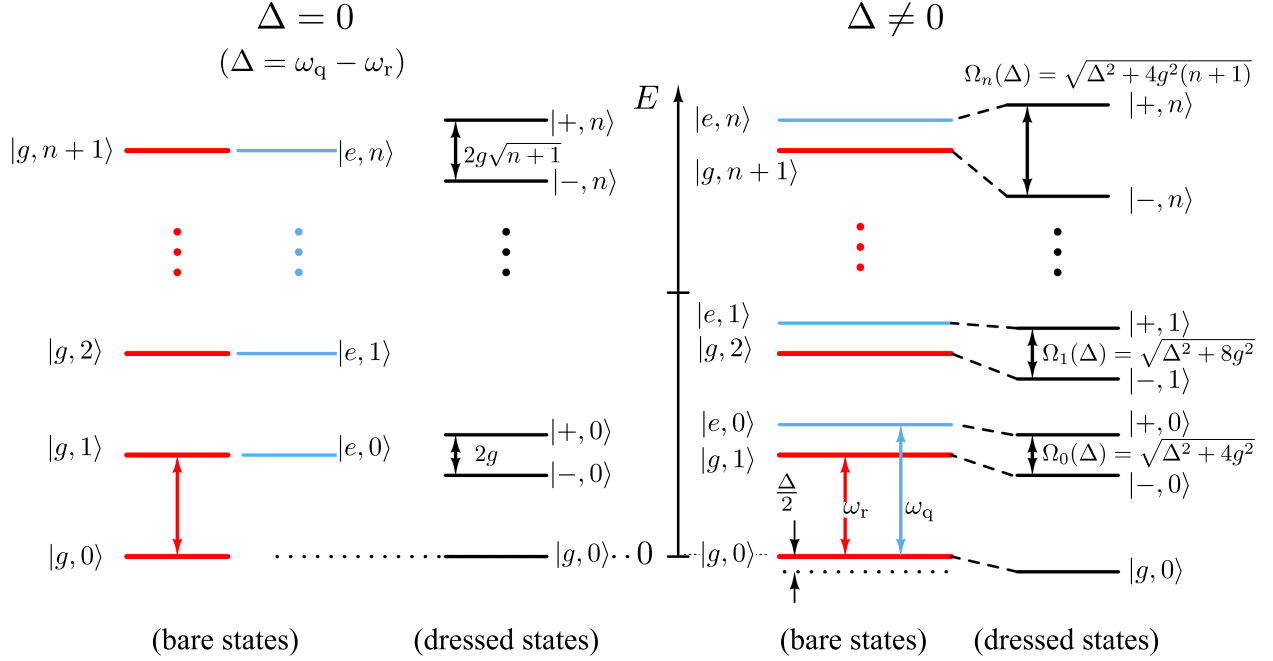 Δ = 0
(Δ = ω_q − ω_r)
|g, n + 1⟩
|e, n⟩
|+, n⟩
2g√(n + 1)
|−, n⟩
|g, 2⟩
|e, 1⟩
|g, 1⟩
|e, 0⟩
|+, 0⟩
2g
|−, 0⟩
|g, 0⟩
|g, 0⟩
(bare states)
(dressed states)
E
0
Δ ≠ 0
Ω_n(Δ) = √(Δ² + 4g²(n + 1))
|e, n⟩
|+, n⟩
|g, n + 1⟩
|−, n⟩
|e, 1⟩
|+, 1⟩
|g, 2⟩
Ω_1(Δ) = √(Δ² + 8g²)
|−, 1⟩
|e, 0⟩
|+, 0⟩
|g, 1⟩
Ω_0(Δ) = √(Δ² + 4g²)
|−, 0⟩
Δ/2
ω_r
ω_q
|g, 0⟩
|g, 0⟩
(bare states)
(dressed states)